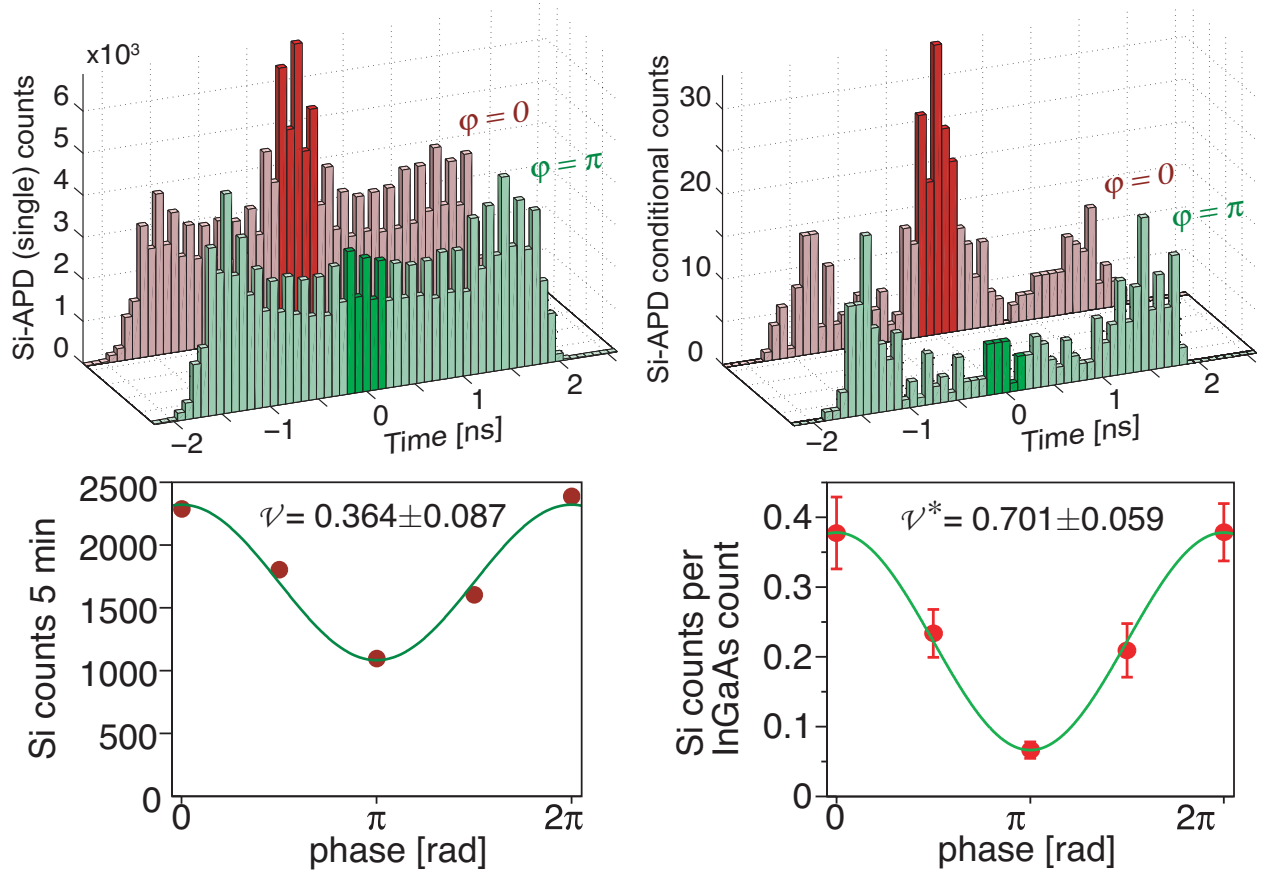 x10³
Si-APD (single) counts
6
5
4
3
2
1
0
φ = 0
φ = π
−2
−1
0
1
2
Time [ns]
Si-APD conditional counts
30
20
10
0
φ = 0
φ = π
−2
−1
0
1
2
Time [ns]
Si counts 5 min
2500
2000
1500
1000
500
0
𝒱= 0.364±0.087
0
π
2π
phase [rad]
Si counts per
InGaAs count
0.4
0.3
0.2
0.1
0
𝒱*= 0.701±0.059
0
π
2π
phase [rad]